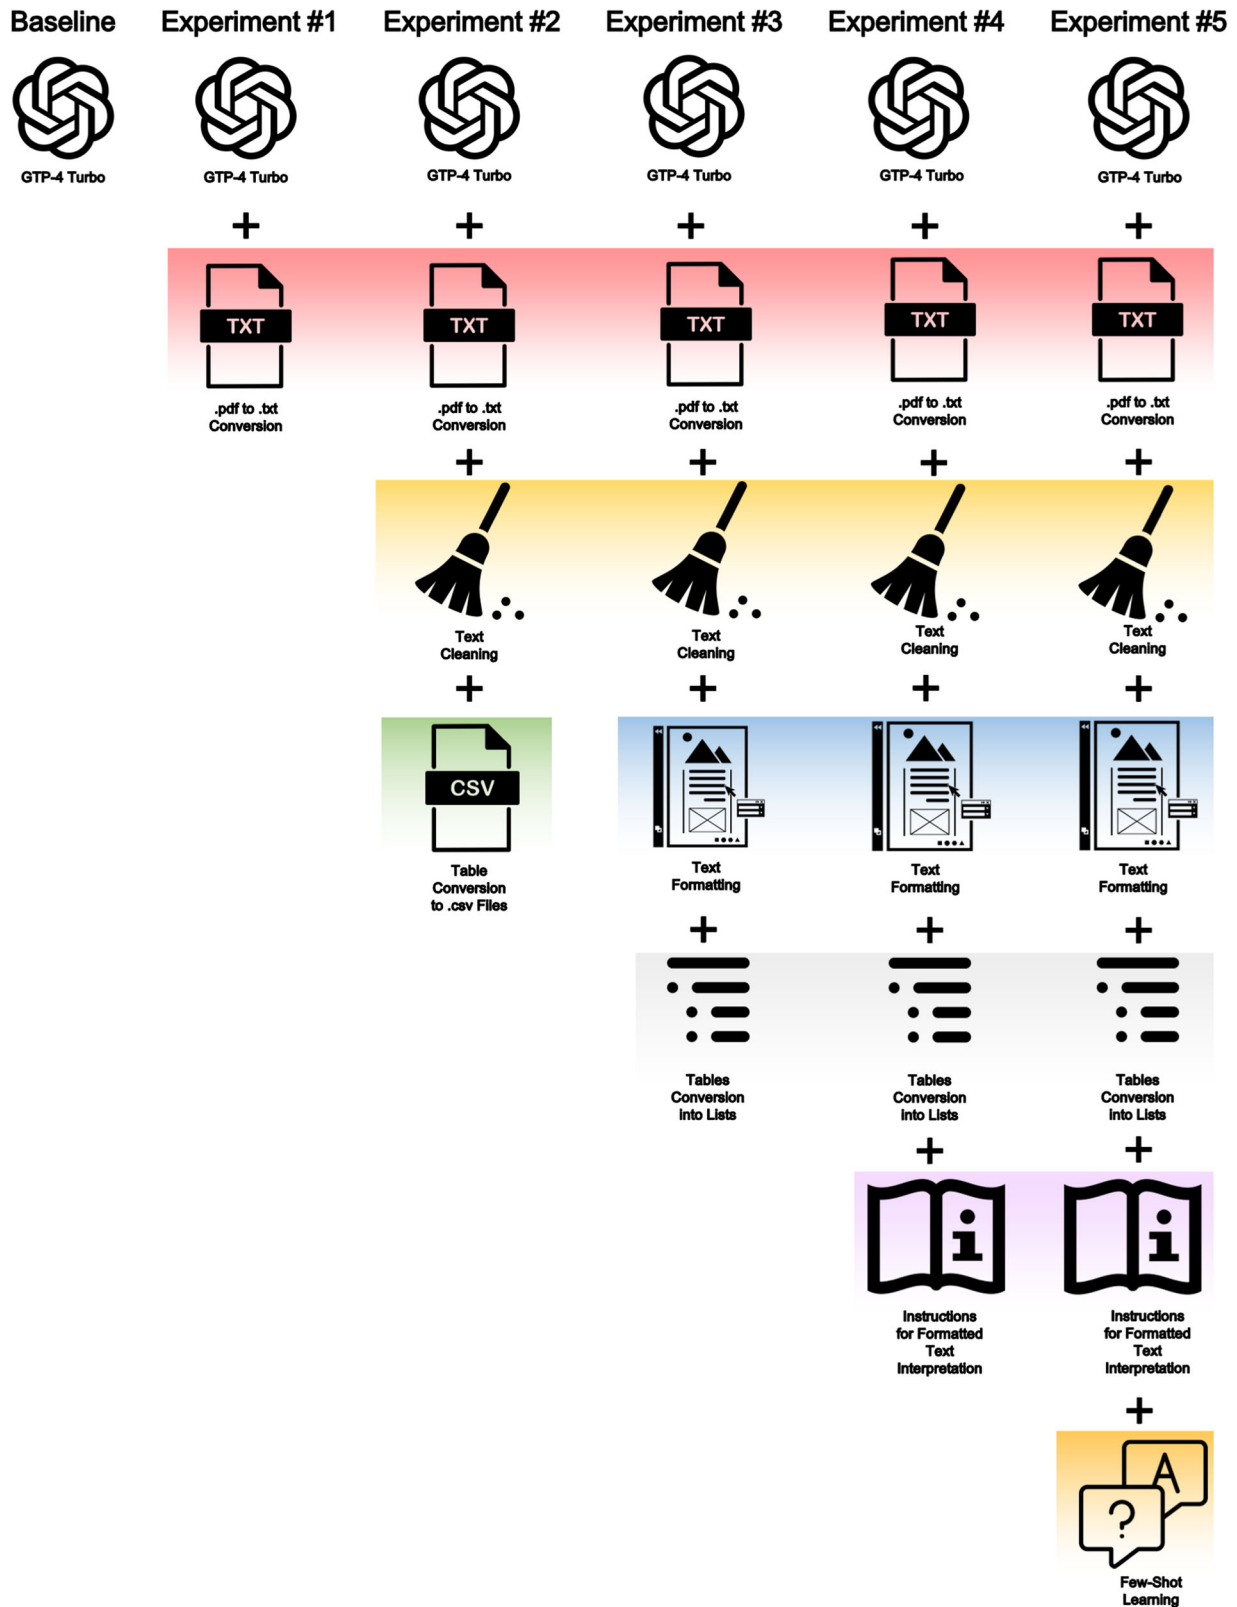 Baseline Experiment #1 Experiment #2 Experiment #3 Experiment #4 Experiment #5
GTP-4 Turbo GTP-4 Turbo GTP-4 Turbo GTP-4 Turbo GTP-4 Turbo GTP-4 Turbo
+ + + + +
TXT TXT TXT TXT TXT
.pdf to .txt .pdf to .txt .pdf to .txt .pdf to .txt .pdf to .txt
Conversion Conversion Conversion Conversion Conversion
+ + + +
Text Text Text Text
Cleaning Cleaning Cleaning Cleaning
+ + + +
CSV
Table Text Text Text
Conversion Formatting Formatting Formatting
to .csv Files
+ + +
Tables Tables Tables
Conversion Conversion Conversion
into Lists into Lists into Lists
+ +
i i
Instructions Instructions
for Formatted for Formatted
Text Text
Interpretation Interpretation
+
A
?
Few-Shot
Learning